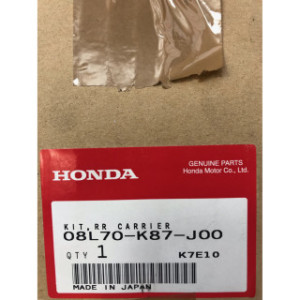 GENUINE PARTS
HONDA Honda Motor Co., Ltd.
KIT,RR CARRIER
08L70-K87-J00
QTY 1 K7E10
MADE IN JAPAN